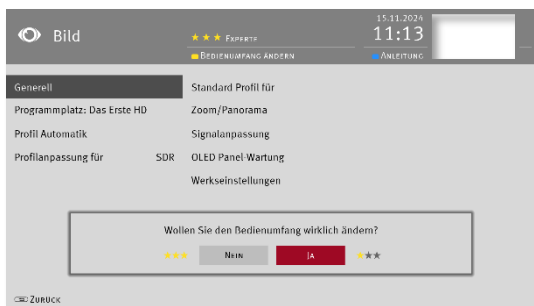 Bild
★ ★ ★ Experte
Bedienumfang ändern
15.11.2024
11:13
Anleitung
Generell
Programmplatz: Das Erste HD
Profil Automatik
Profilanpassung für SDR
Standard Profil für
Zoom/Panorama
Signalanpassung
OLED Panel-Wartung
Werkseinstellungen
Wollen Sie den Bedienumfang wirklich ändern?
★★★ Nein Ja ★★★
Zurück